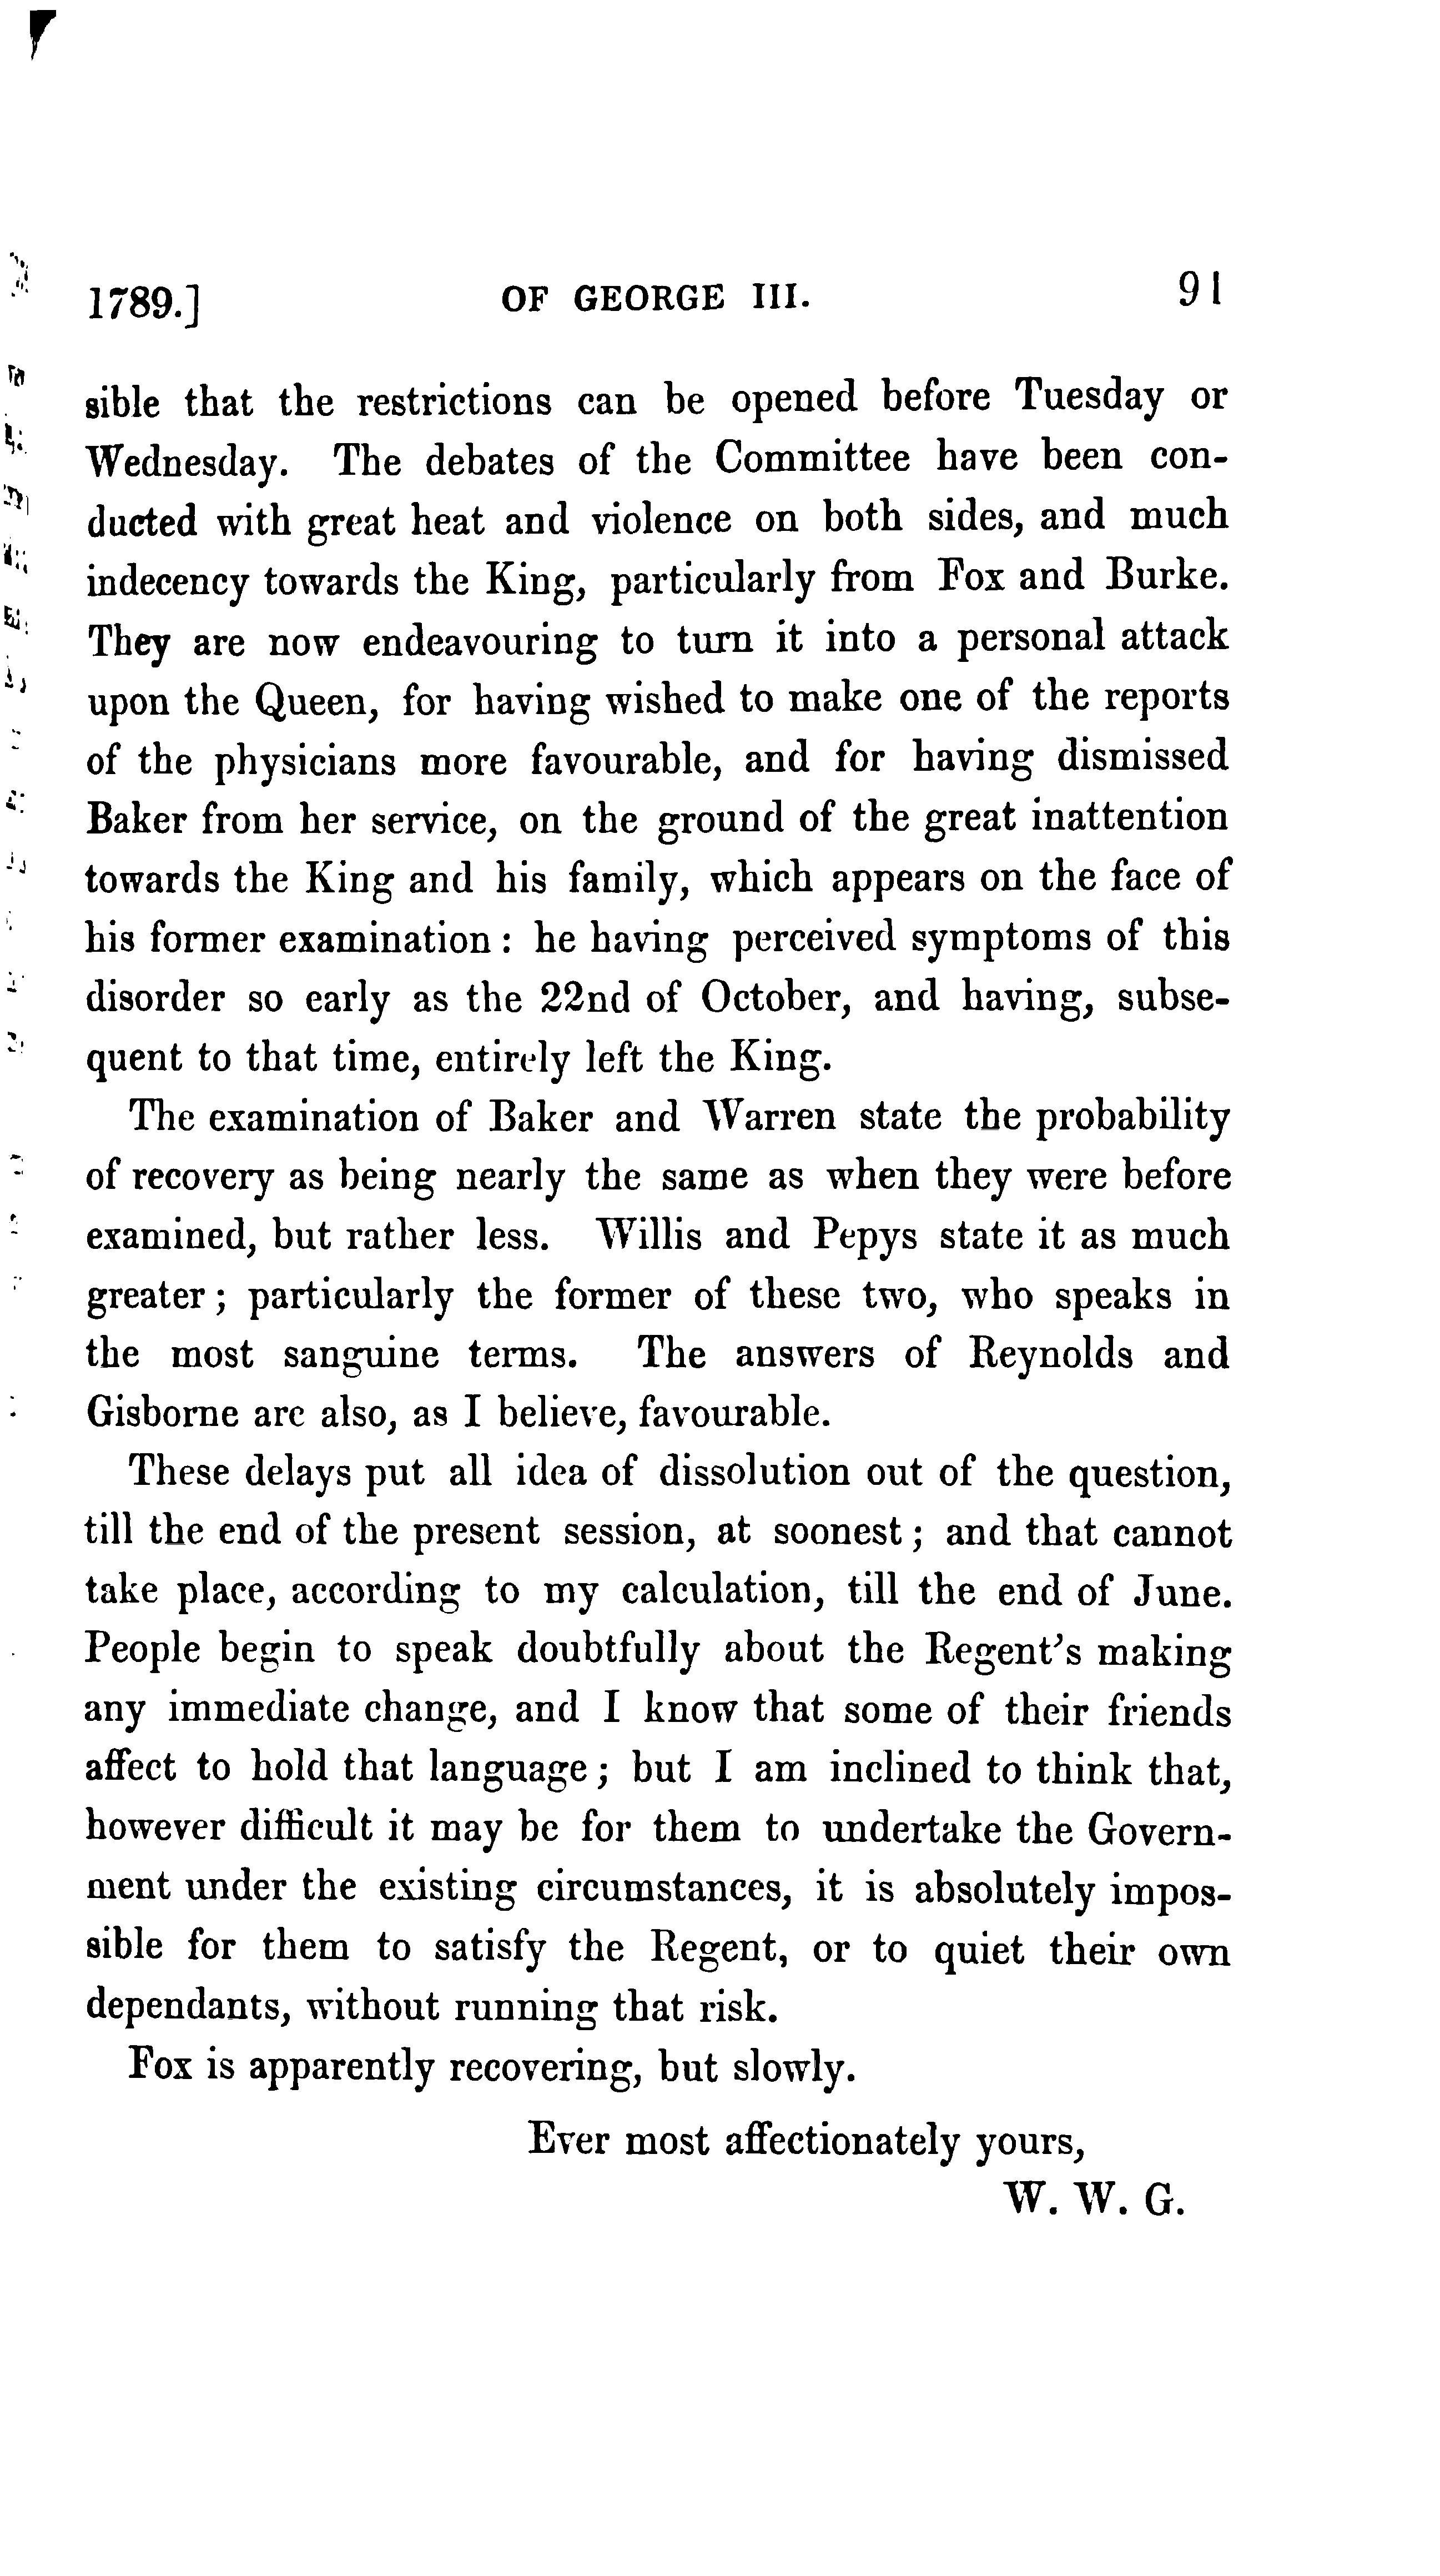 1789.] OF GEORGE III. 91
sible that the restrictions can be opened before Tuesday or
Wednesday. The debates of the Committee have been con-
ducted with great heat and violence on both sides, and much
indecency towards the King, particularly from Fox and Burke.
They are now endeavouring to turn it into a personal attack
upon the Queen, for having wished to make one of the reports
of the physicians more favourable, and for having dismissed
Baker from her service, on the ground of the great inattention
towards the King and his family, which appears on the face of
his former examination : he having perceived symptoms of this
disorder so early as the 22nd of October, and having, subse-
quent to that time, entirely left the King.
The examination of Baker and Warren state the probability
of recovery as being nearly the same as when they were before
examined, but rather less. Willis and Pepys state it as much
greater ; particularly the former of these two, who speaks in
the most sanguine terms. The answers of Reynolds and
Gisborne are also, as I believe, favourable.
These delays put all idea of dissolution out of the question,
till the end of the present session, at soonest ; and that cannot
take place, according to my calculation, till the end of June.
People begin to speak doubtfully about the Regent's making
any immediate change, and I know that some of their friends
affect to hold that language ; but I am inclined to think that,
however difficult it may be for them to undertake the Govern-
ment under the existing circumstances, it is absolutely impos-
sible for them to satisfy the Regent, or to quiet their own
dependants, without running that risk.
Fox is apparently recovering, but slowly.
Ever most affectionately yours,
W. W. G.